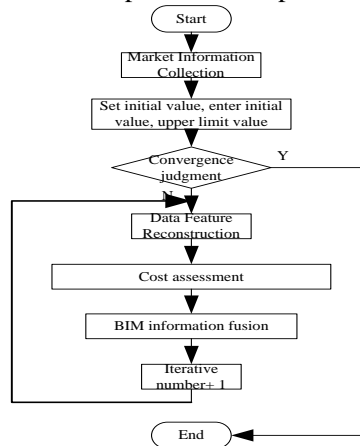 Start
Market Information
Collection
Set initial value, enter initial
value, upper limit value
Convergence
judgment
Y
N
Data Feature
Reconstruction
Cost assessment
BIM information fusion
Iterative
number+ 1
End